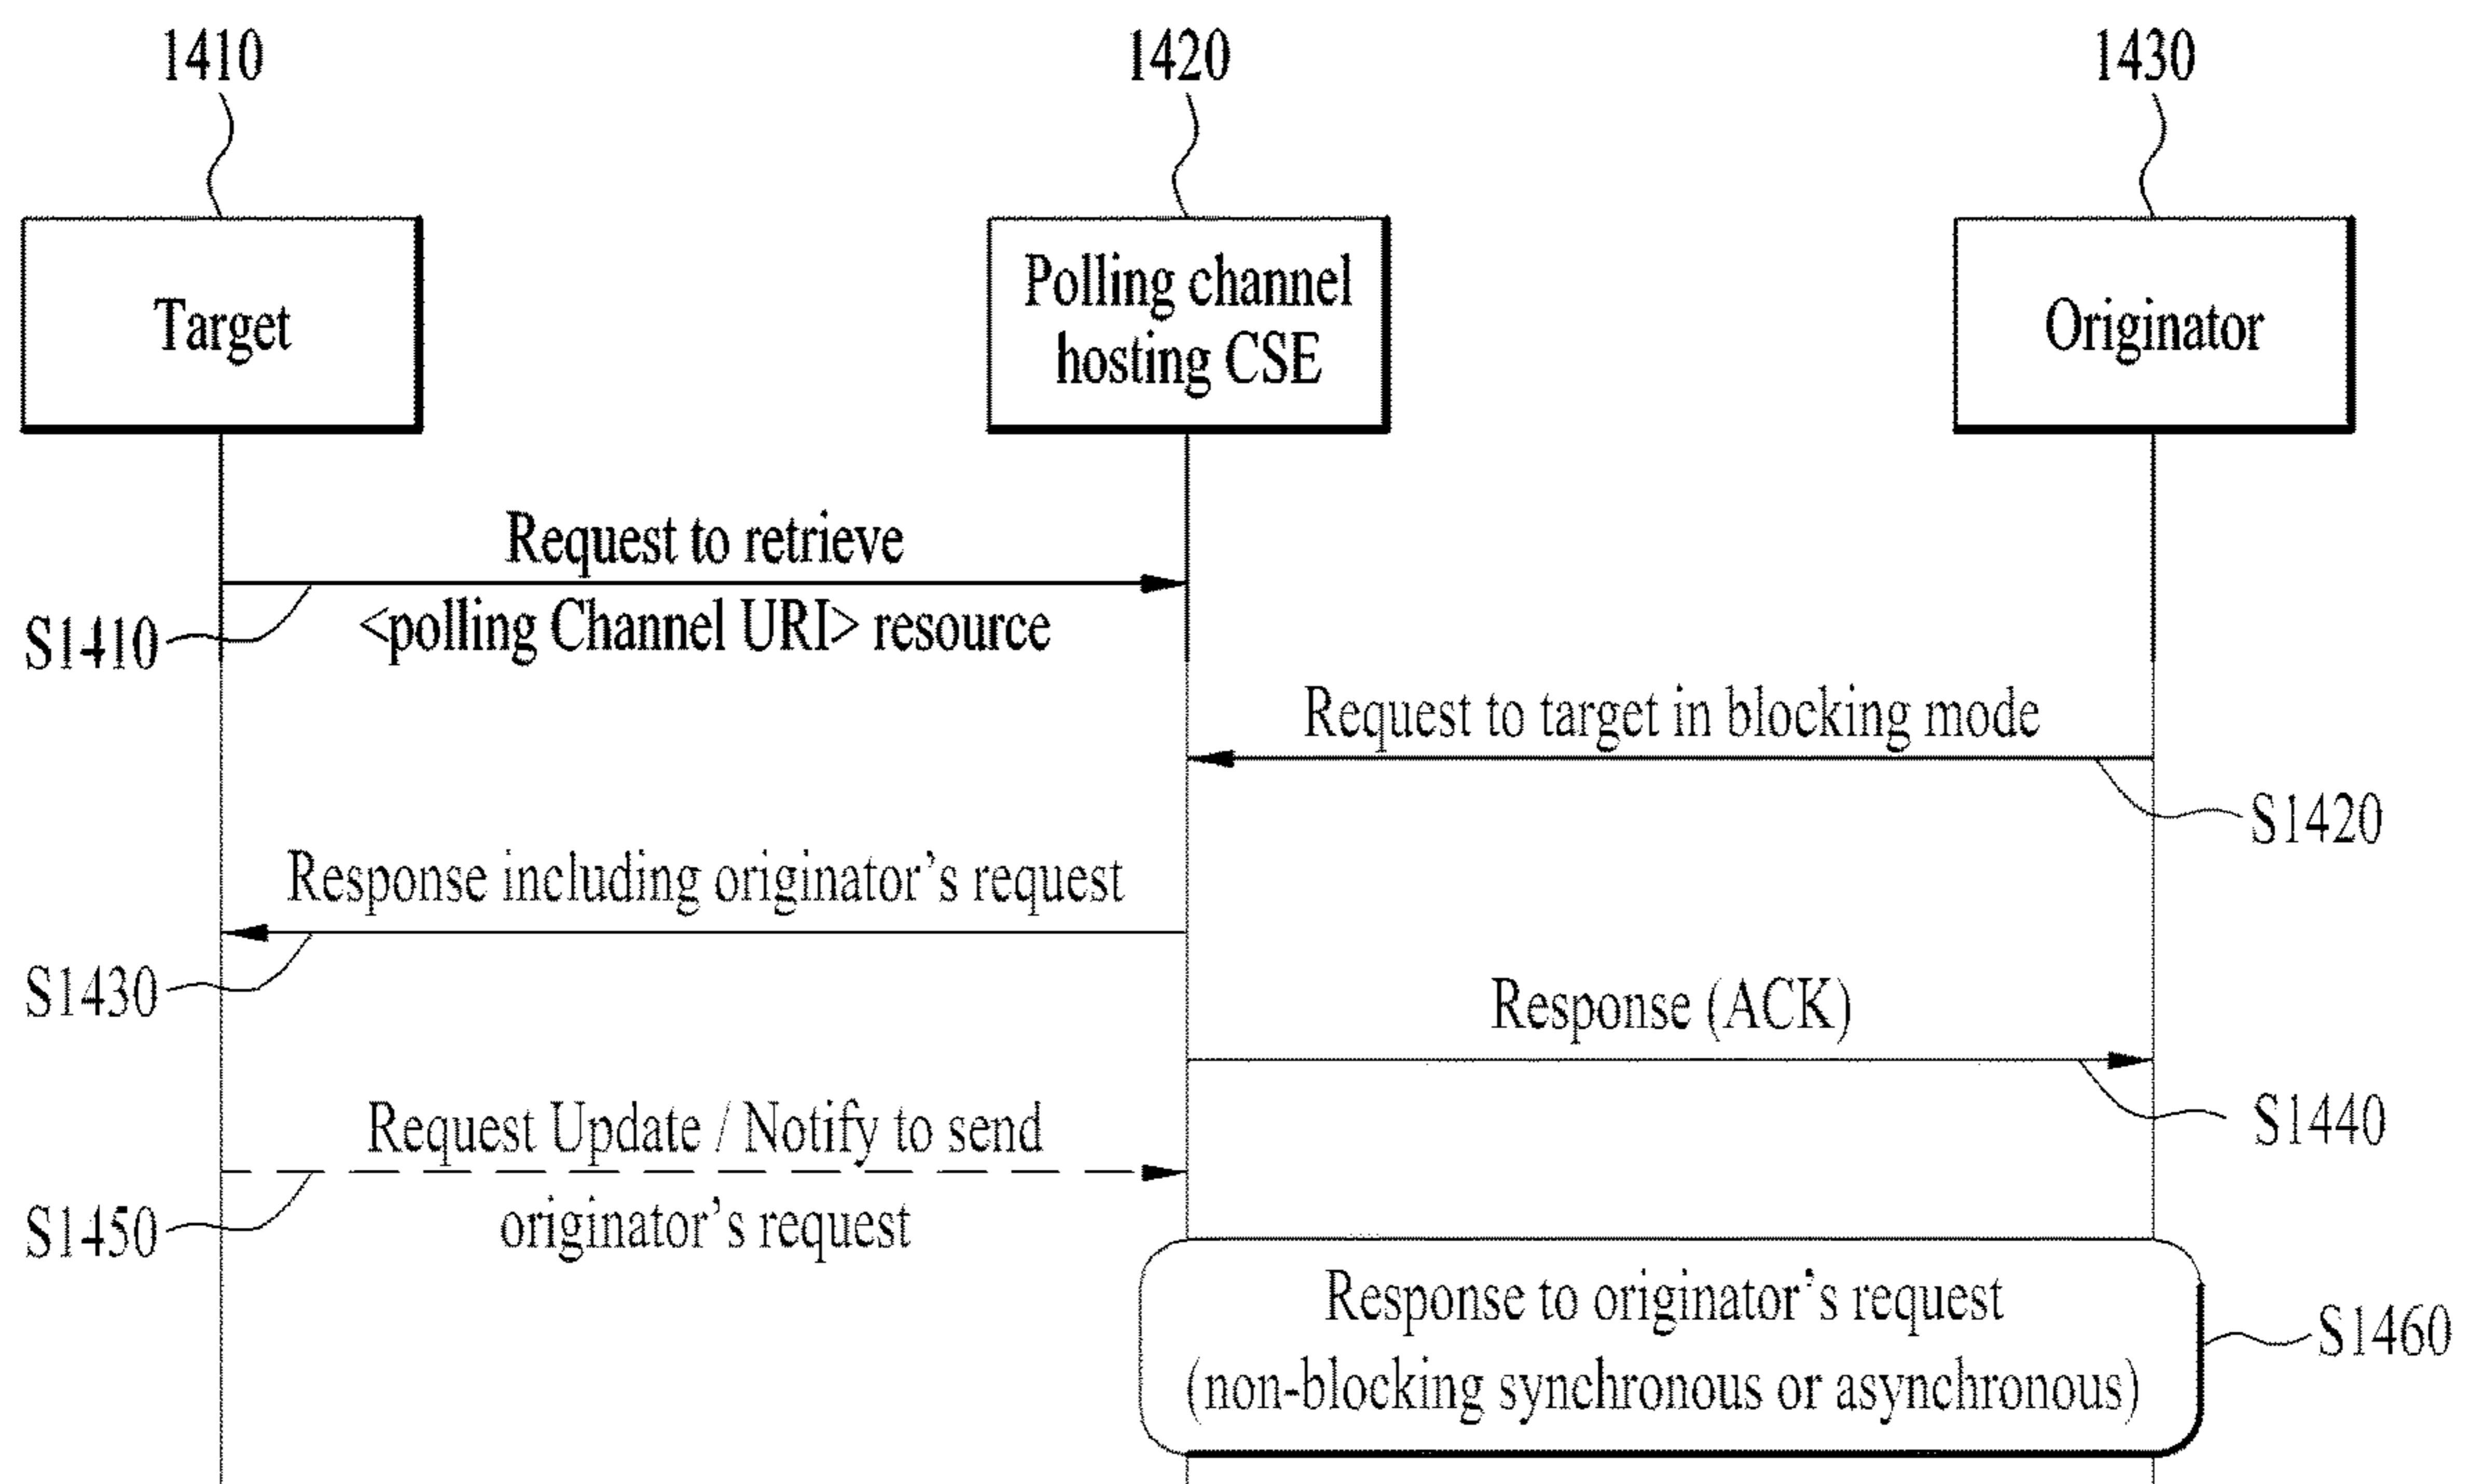 1410
1420
1430
Target
Polling channel
hosting CSE
Originator
Request to retrieve
<polling Channel URI> resource
S1410
Request to target in blocking mode
S1420
Response including originator's request
S1430
Response (ACK)
S1440
Request Update / Notify to send
originator's request
S1450
Response to originator's request
(non-blocking synchronous or asynchronous)
S1460